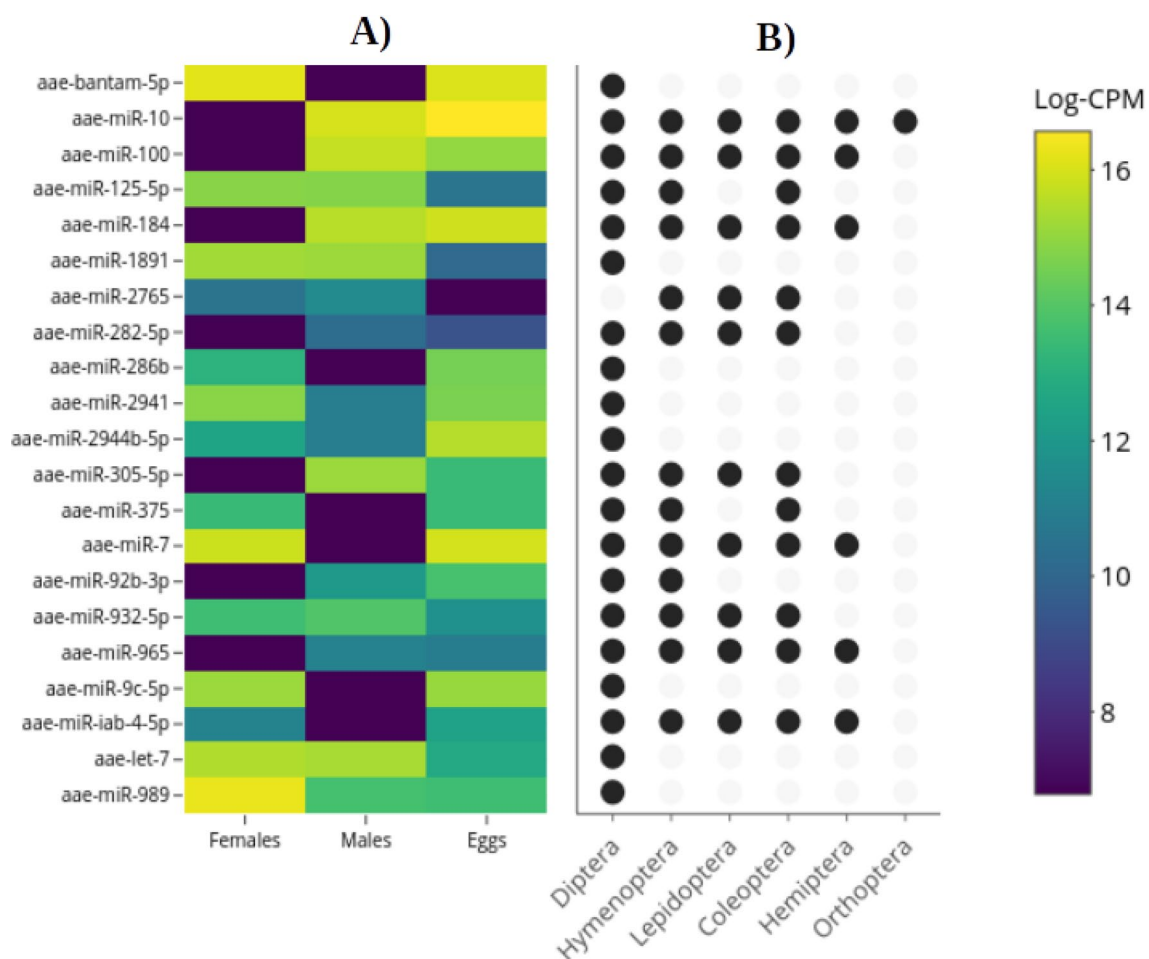 A)
B)
aae-bantam-5p
aae-miR-10
aae-miR-100
aae-miR-125-5p
aae-miR-184
aae-miR-1891
aae-miR-2765
aae-miR-282-5p
aae-miR-286b
aae-miR-2941
aae-miR-2944b-5p
aae-miR-305-5p
aae-miR-375
aae-miR-7
aae-miR-92b-3p
aae-miR-932-5p
aae-miR-965
aae-miR-9c-5p
aae-miR-iab-4-5p
aae-let-7
aae-miR-989
Females
Males
Eggs
Diptera
Hymenoptera
Lepidoptera
Coleoptera
Hemiptera
Orthoptera
Log-CPM
16
14
12
10
8